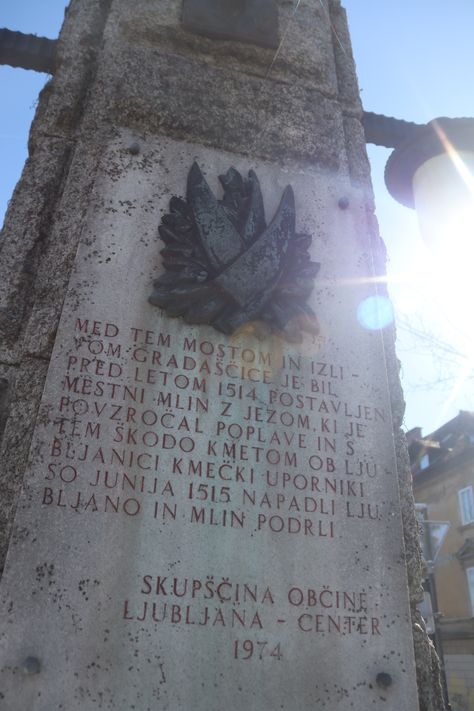 MED TEM MOSTOM IN IZLI -
TOM GRADAŠČICE JE BIL
PRED LETOM 1514 POSTAVLJEN
MESTNI MLIN Z JEZOM, KI JE
POVZROČAL POPLAVE IN S
TEM ŠKODO KMETOM OB LJU
BLJANICI KMEČKI UPORNIKI
SO JUNIJA 1515 NAPADLI LJU
BLJANO IN MLIN PODRLI
SKUPŠČINA OBČINE
LJUBLJANA - CENTER
1974